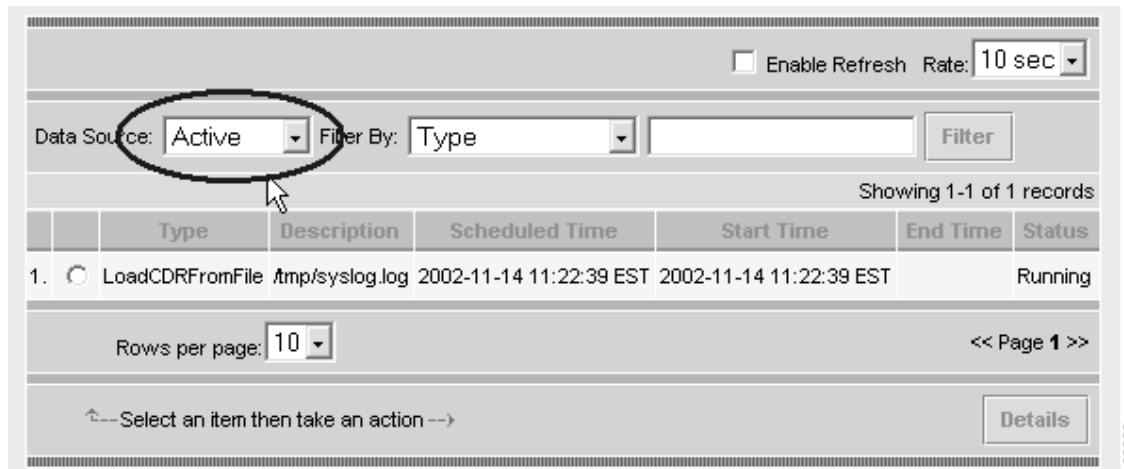 Enable Refresh Rate: 10 sec
Data Source: Active Filter By: Type Filter
Showing 1-1 of 1 records
Type Description Scheduled Time Start Time End Time Status
1. LoadCDRFromFile /tmp/syslog.log 2002-11-14 11:22:39 EST 2002-11-14 11:22:39 EST Running
Rows per page: 10 << Page 1 >>
Select an item then take an action Details